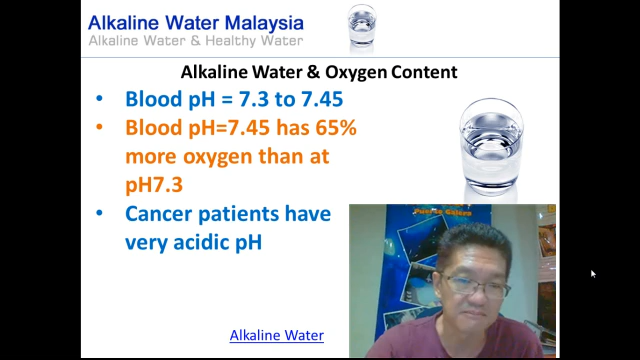 Alkaline Water Malaysia
Alkaline Water & Healthy Water
Alkaline Water & Oxygen Content
• Blood pH = 7.3 to 7.45
• Blood pH=7.45 has 65%
more oxygen than at
pH7.3
• Cancer patients have
very acidic pH
Puerto Galera
Alkaline Water